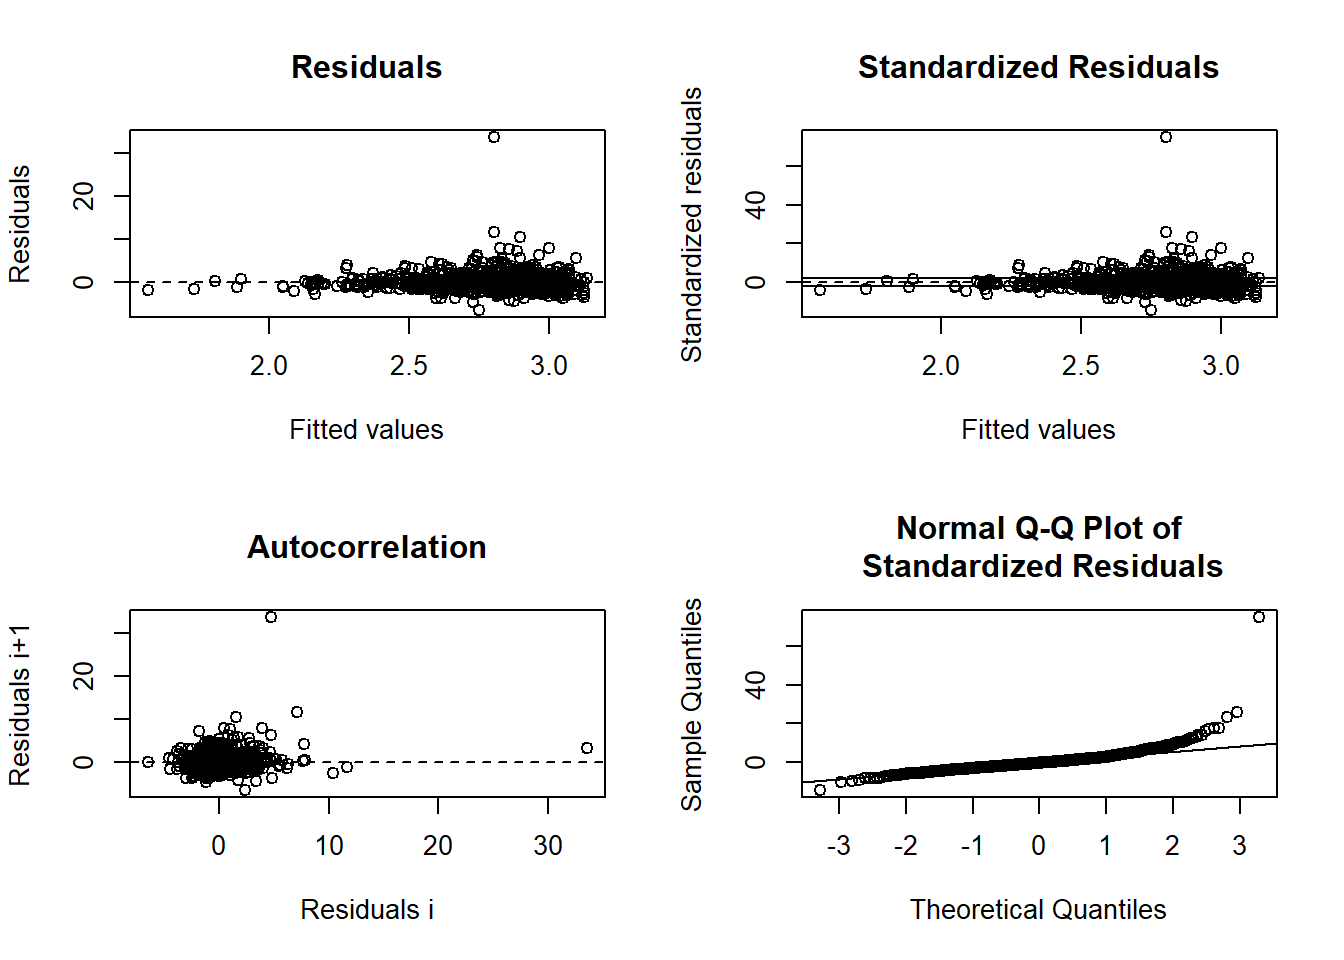 Residuals
Residuals
20
0
2.0 2.5 3.0
Fitted values
Standardized Residuals
Standardized residuals
40
0
2.0 2.5 3.0
Fitted values
Autocorrelation
Residuals i+1
20
0
0 10 20 30
Residuals i
Normal Q-Q Plot of
Standardized Residuals
Sample Quantiles
40
0
-3 -2 -1 0 1 2 3
Theoretical Quantiles